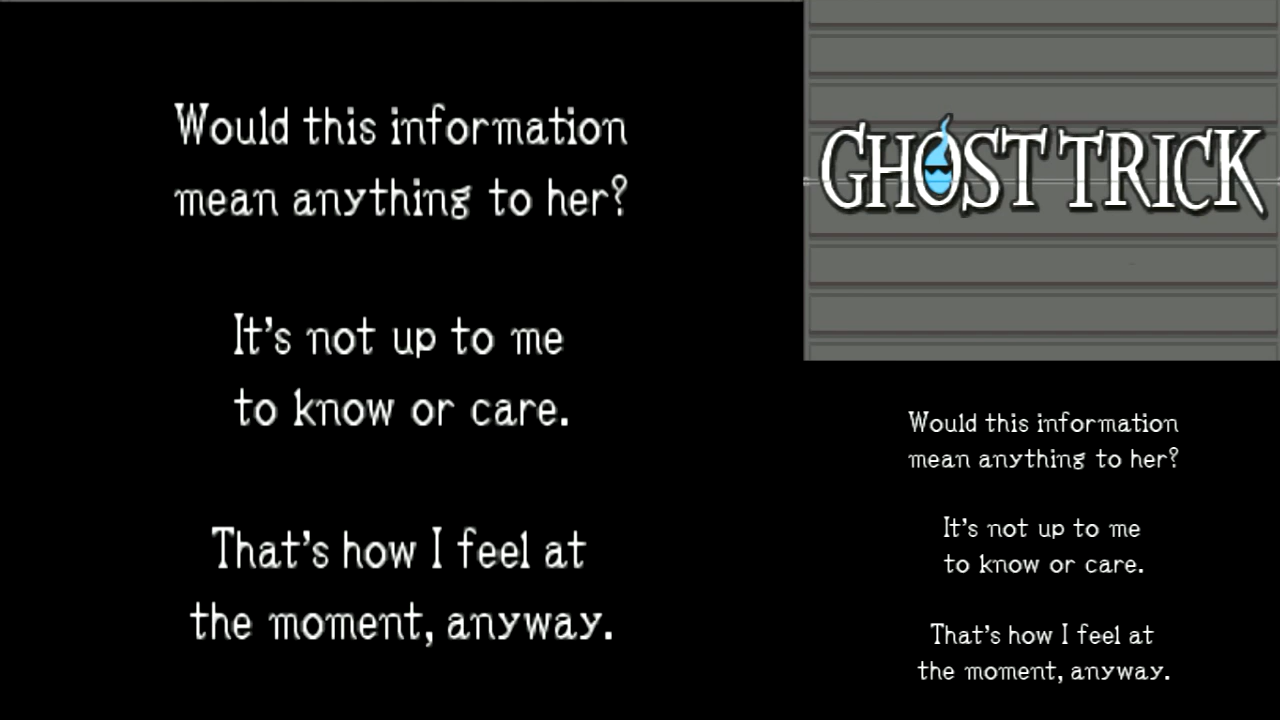 Would this information
mean anything to her?
It's not up to me
to know or care.
That's how I feel at
the moment, anyway.
GHOST TRICK
Would this information
mean anything to her?
It's not up to me
to know or care.
That's how I feel at
the moment, anyway.